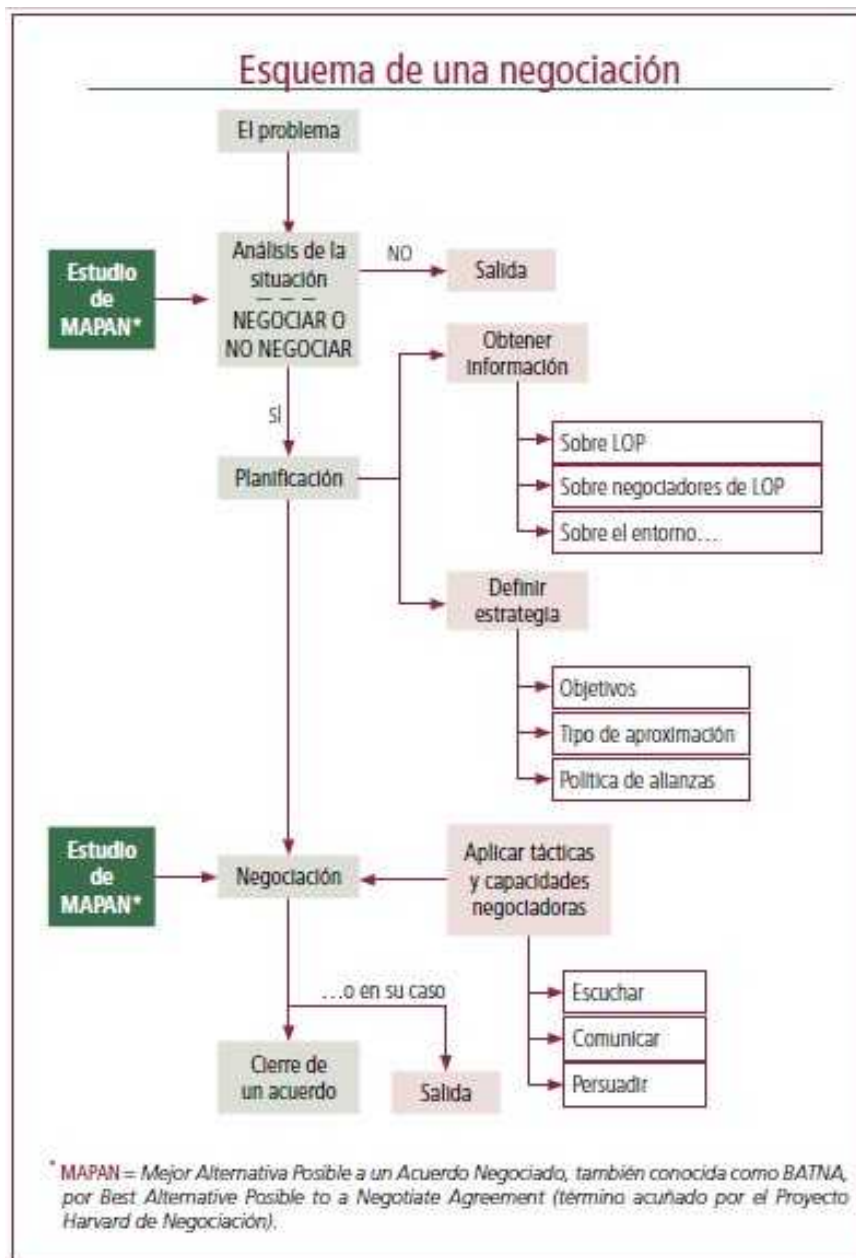 Esquema de una negociación
El problema
Estudio
de
MAPAN*
Análisis de la
situación
– – –
NEGOCIAR O
NO NEGOCIAR
NO
Salida
SÍ
Planificación
Obtener
información
Sobre LOP
Sobre negociadores de LOP
Sobre el entorno…
Definir
estrategia
Objetivos
Tipo de aproximación
Política de alianzas
Estudio
de
MAPAN*
Negociación
Aplicar tácticas
y capacidades
negociadoras
Escuchar
Comunicar
Persuadir
…o en su caso
Cierre de
un acuerdo
Salida
* MAPAN = Mejor Alternativa Posible a un Acuerdo Negociado, también conocida como BATNA,
por Best Alternative Posible to a Negotiate Agreement (término acuñado por el Proyecto
Harvard de Negociación).